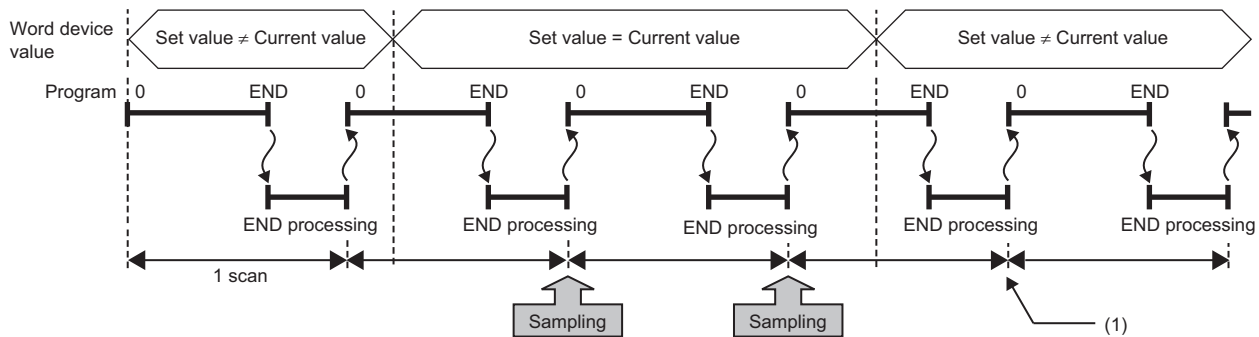 Word device value
Set value ≠ Current value
Set value = Current value
Set value ≠ Current value
Program
0 END 0 END 0 END 0 END 0 END
END processing
END processing
END processing
END processing
END processing
1 scan
Sampling
Sampling
(1)